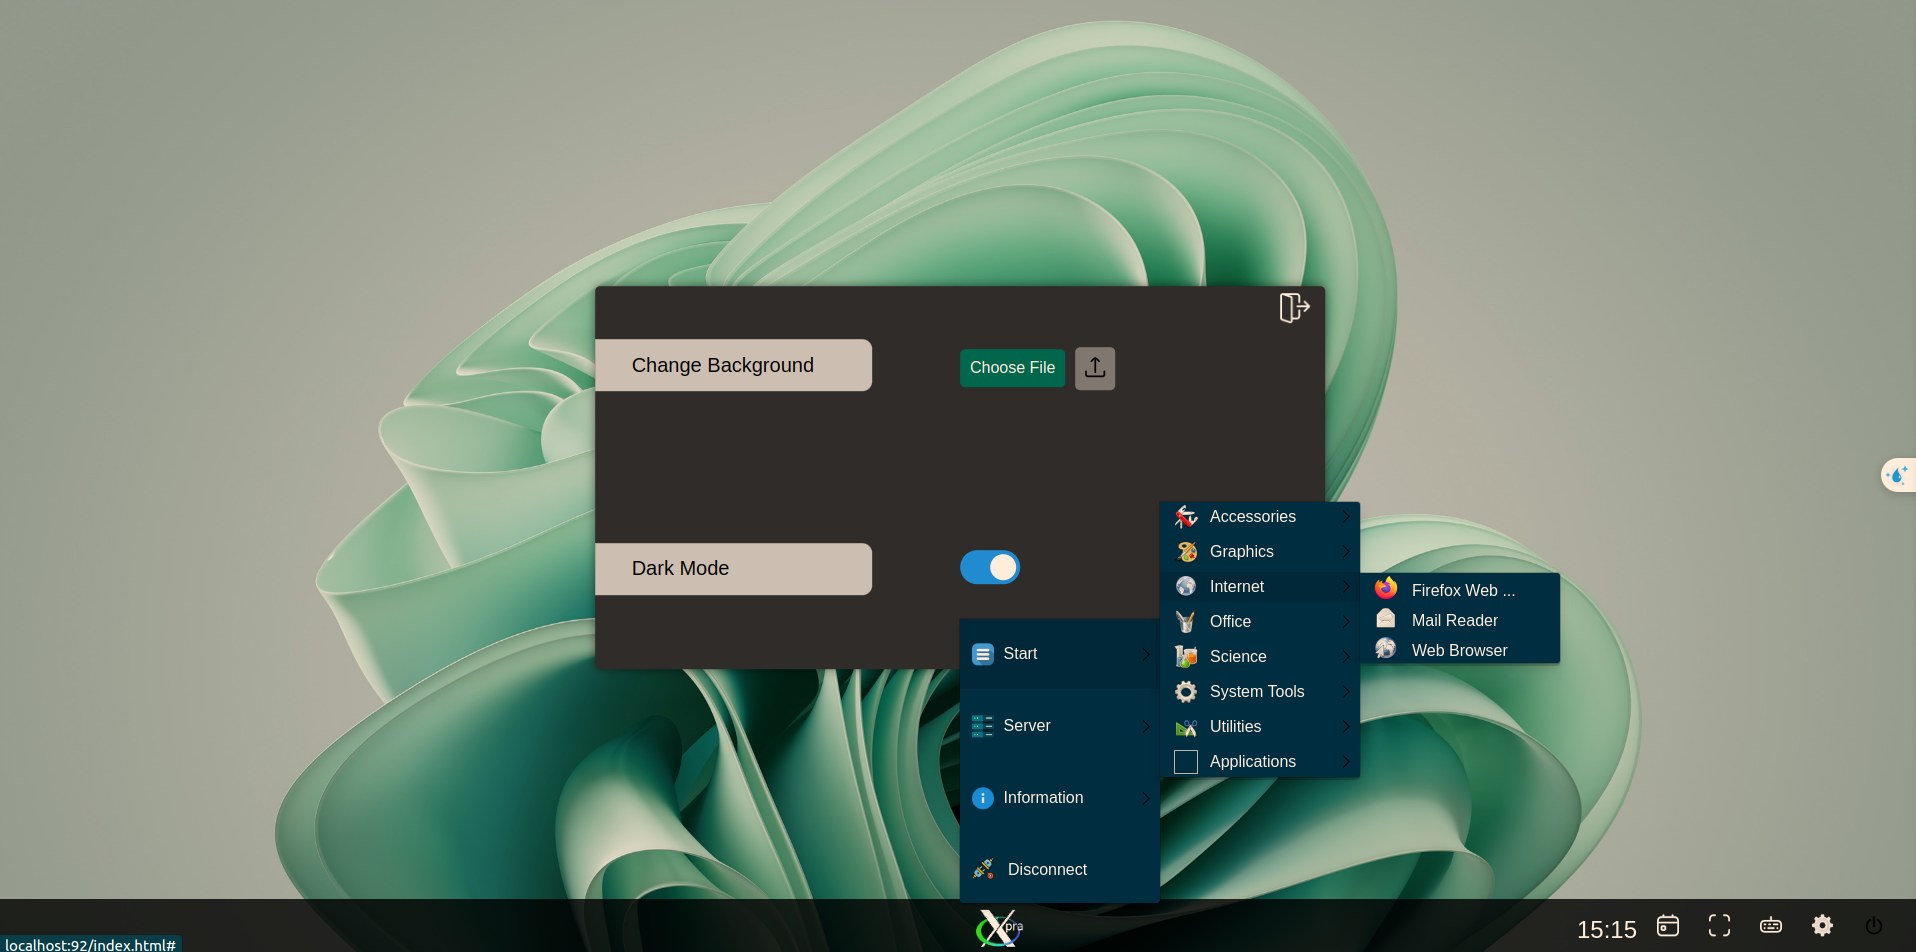 Change Background
Choose File
Dark Mode
Accessories
Graphics
Internet
Office
Science
System Tools
Utilities
Applications
Firefox Web ...
Mail Reader
Web Browser
Start
Server
Information
Disconnect
Xpra
15:15
localhost:92/index.html#